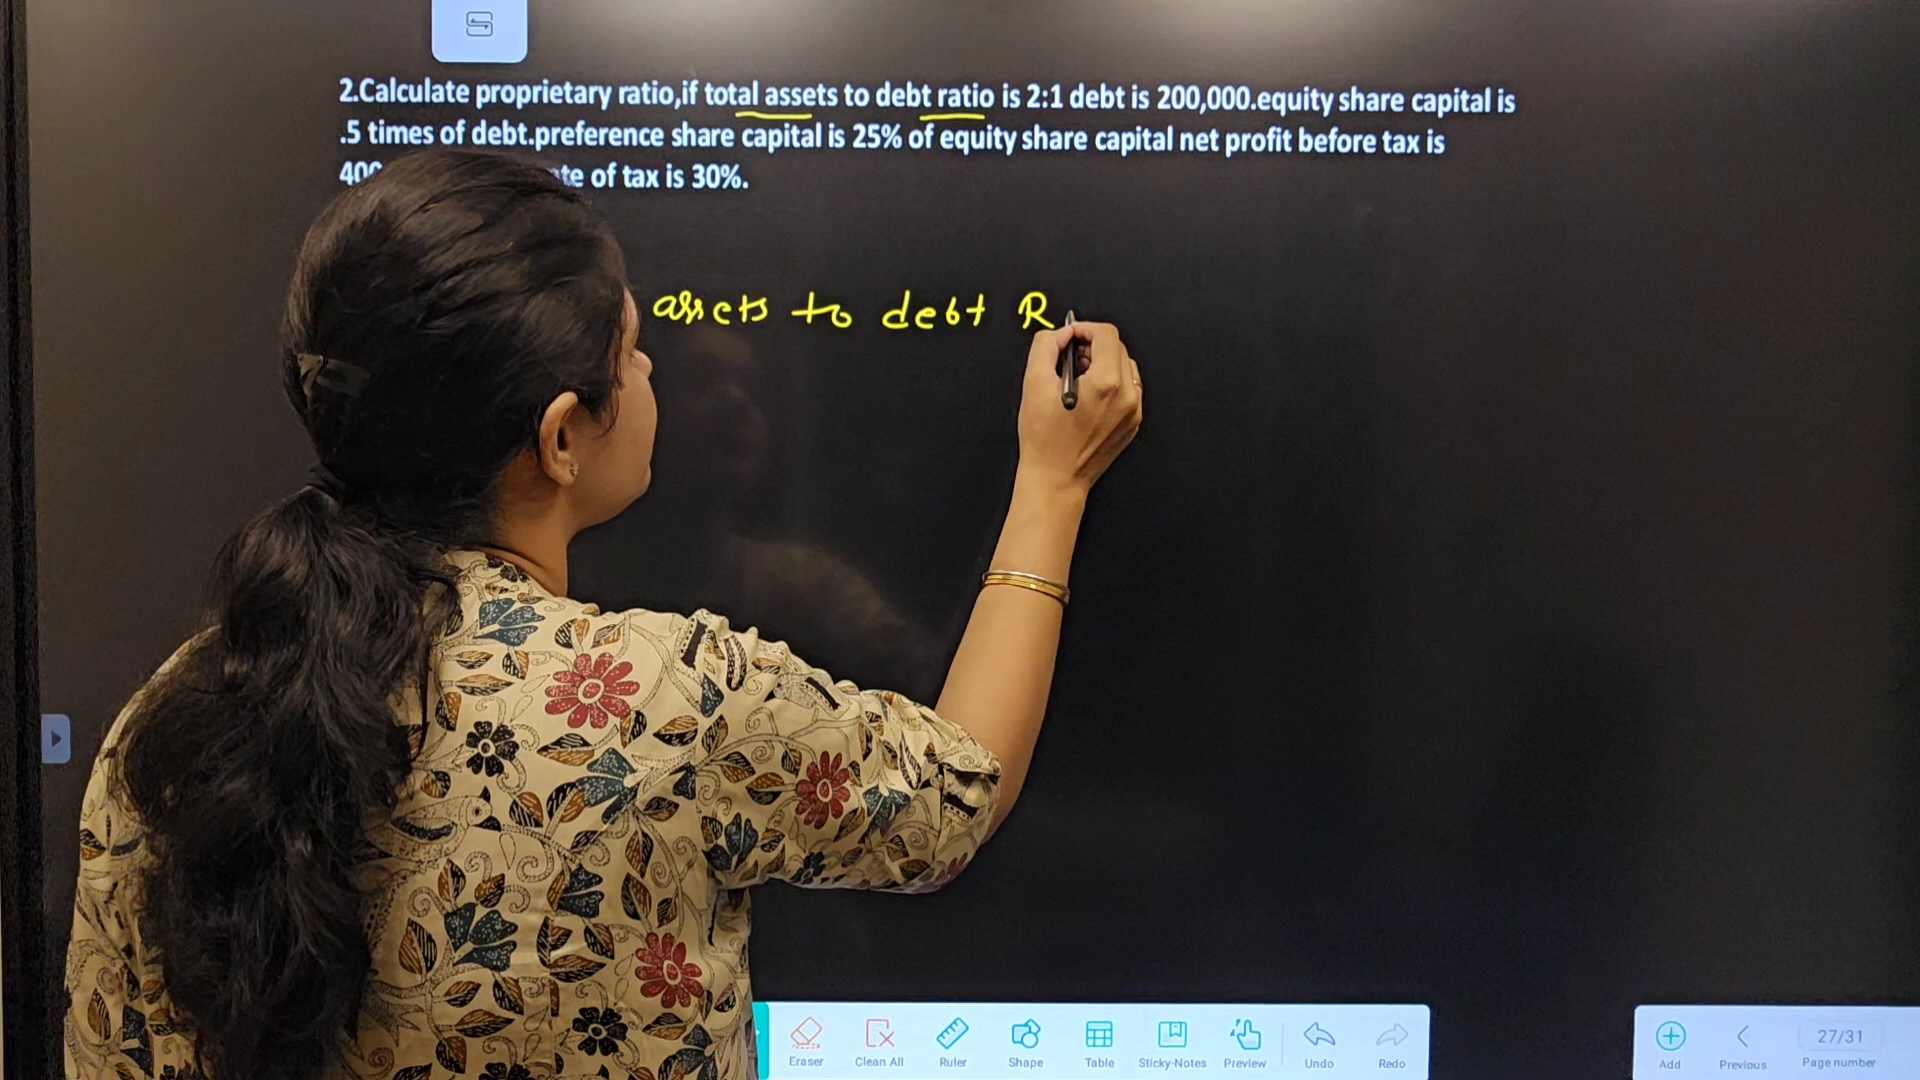 2.Calculate proprietary ratio,if total assets to debt ratio is 2:1 debt is 200,000.equity share capital is
.5 times of debt.preference share capital is 25% of equity share capital net profit before tax is
of tax is 30%.
assets to debt R
Eraser
Clean All
Ruler
Shape
Table
Sticky-Notes
Preview
Undo
Redo
Add
Previous
27/31
Page number